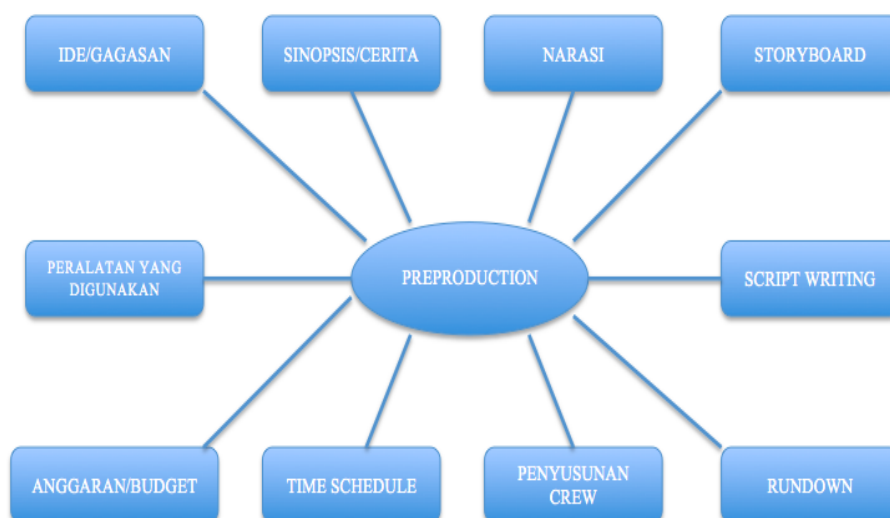 IDE/GAGASAN
SINOPSIS/CERITA
NARASI
STORYBOARD
PERALATAN YANG
DIGUNAKAN
PREPRODUCTION
SCRIPT WRITING
ANGGARAN/BUDGET
TIME SCHEDULE
PENYUSUNAN
CREW
RUNDOWN